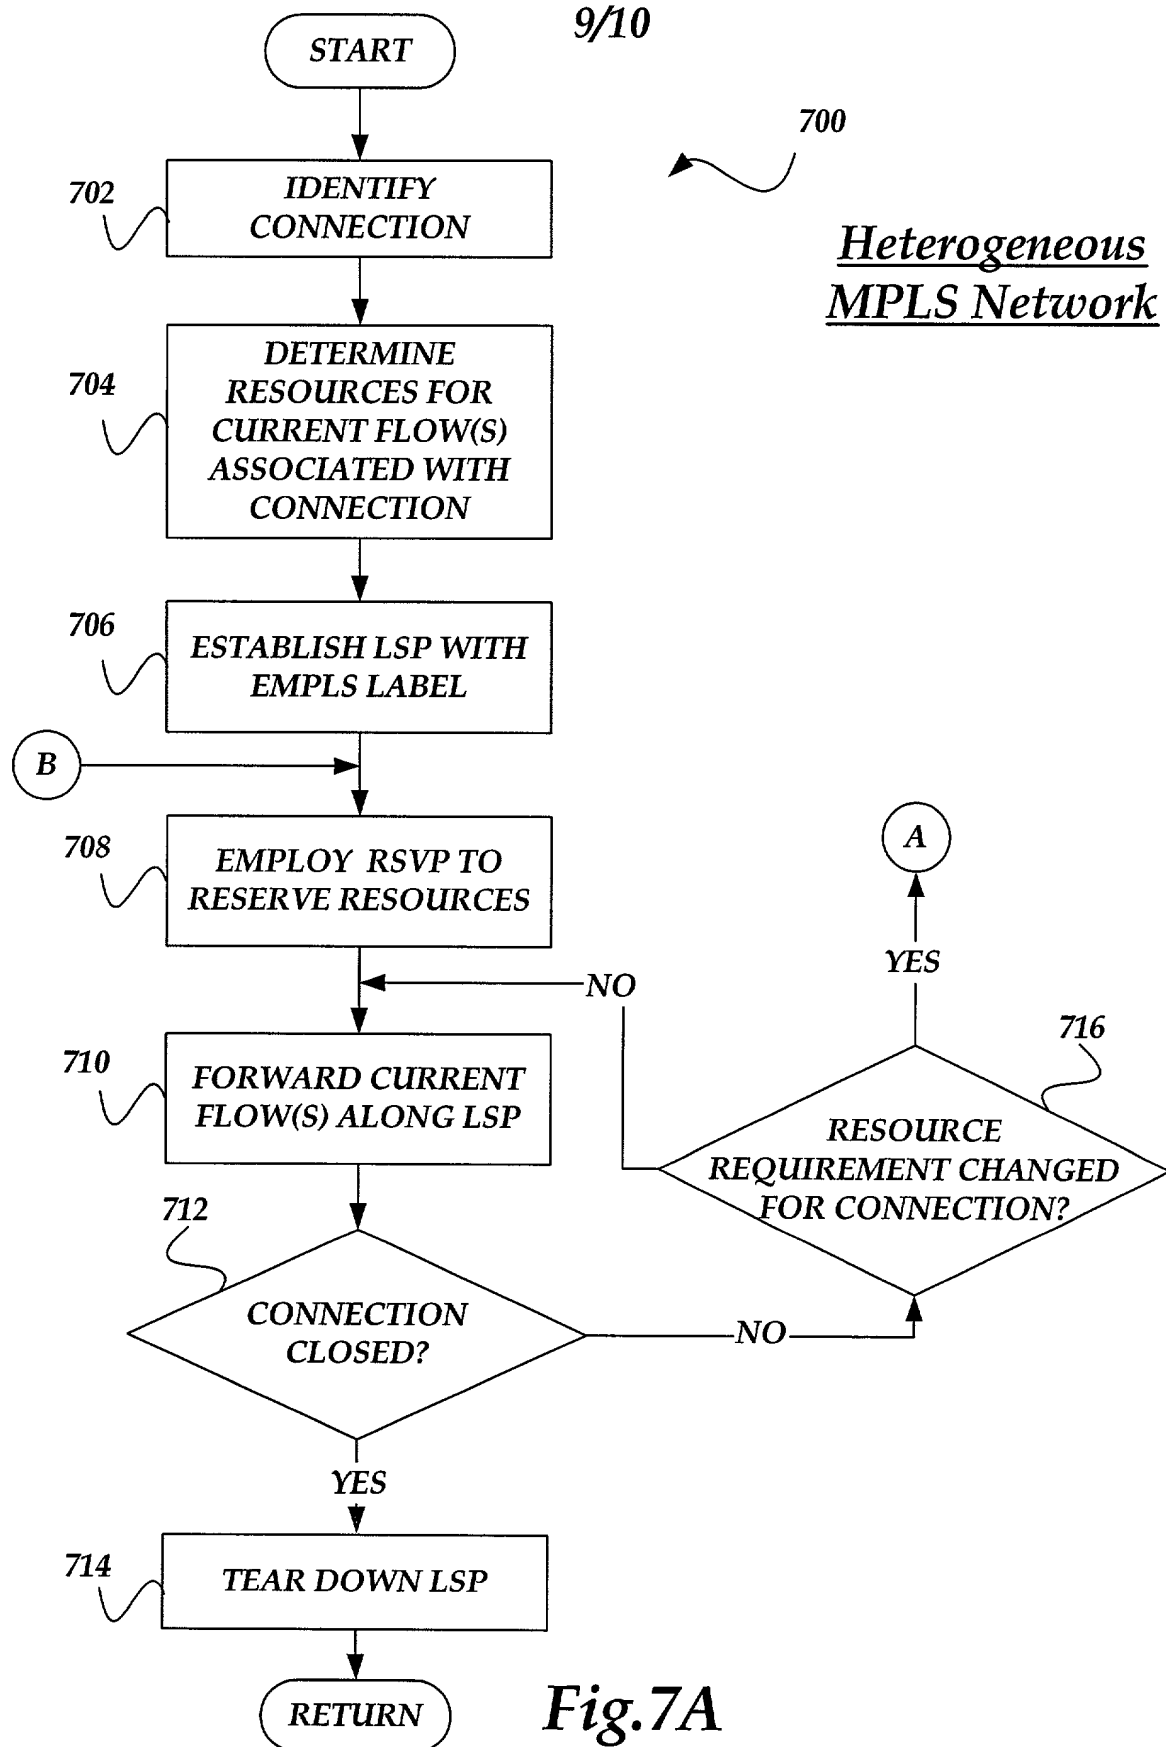 9/10
START
700
702
IDENTIFY
CONNECTION
Heterogeneous
MPLS Network
704
DETERMINE
RESOURCES FOR
CURRENT FLOW(S)
ASSOCIATED WITH
CONNECTION
706
ESTABLISH LSP WITH
EMPLS LABEL
B
708
EMPLOY RSVP TO
RESERVE RESOURCES
A
YES
NO
716
710
FORWARD CURRENT
FLOW(S) ALONG LSP
RESOURCE
REQUIREMENT CHANGED
FOR CONNECTION?
712
CONNECTION
CLOSED?
NO
YES
714
TEAR DOWN LSP
RETURN
Fig.7A